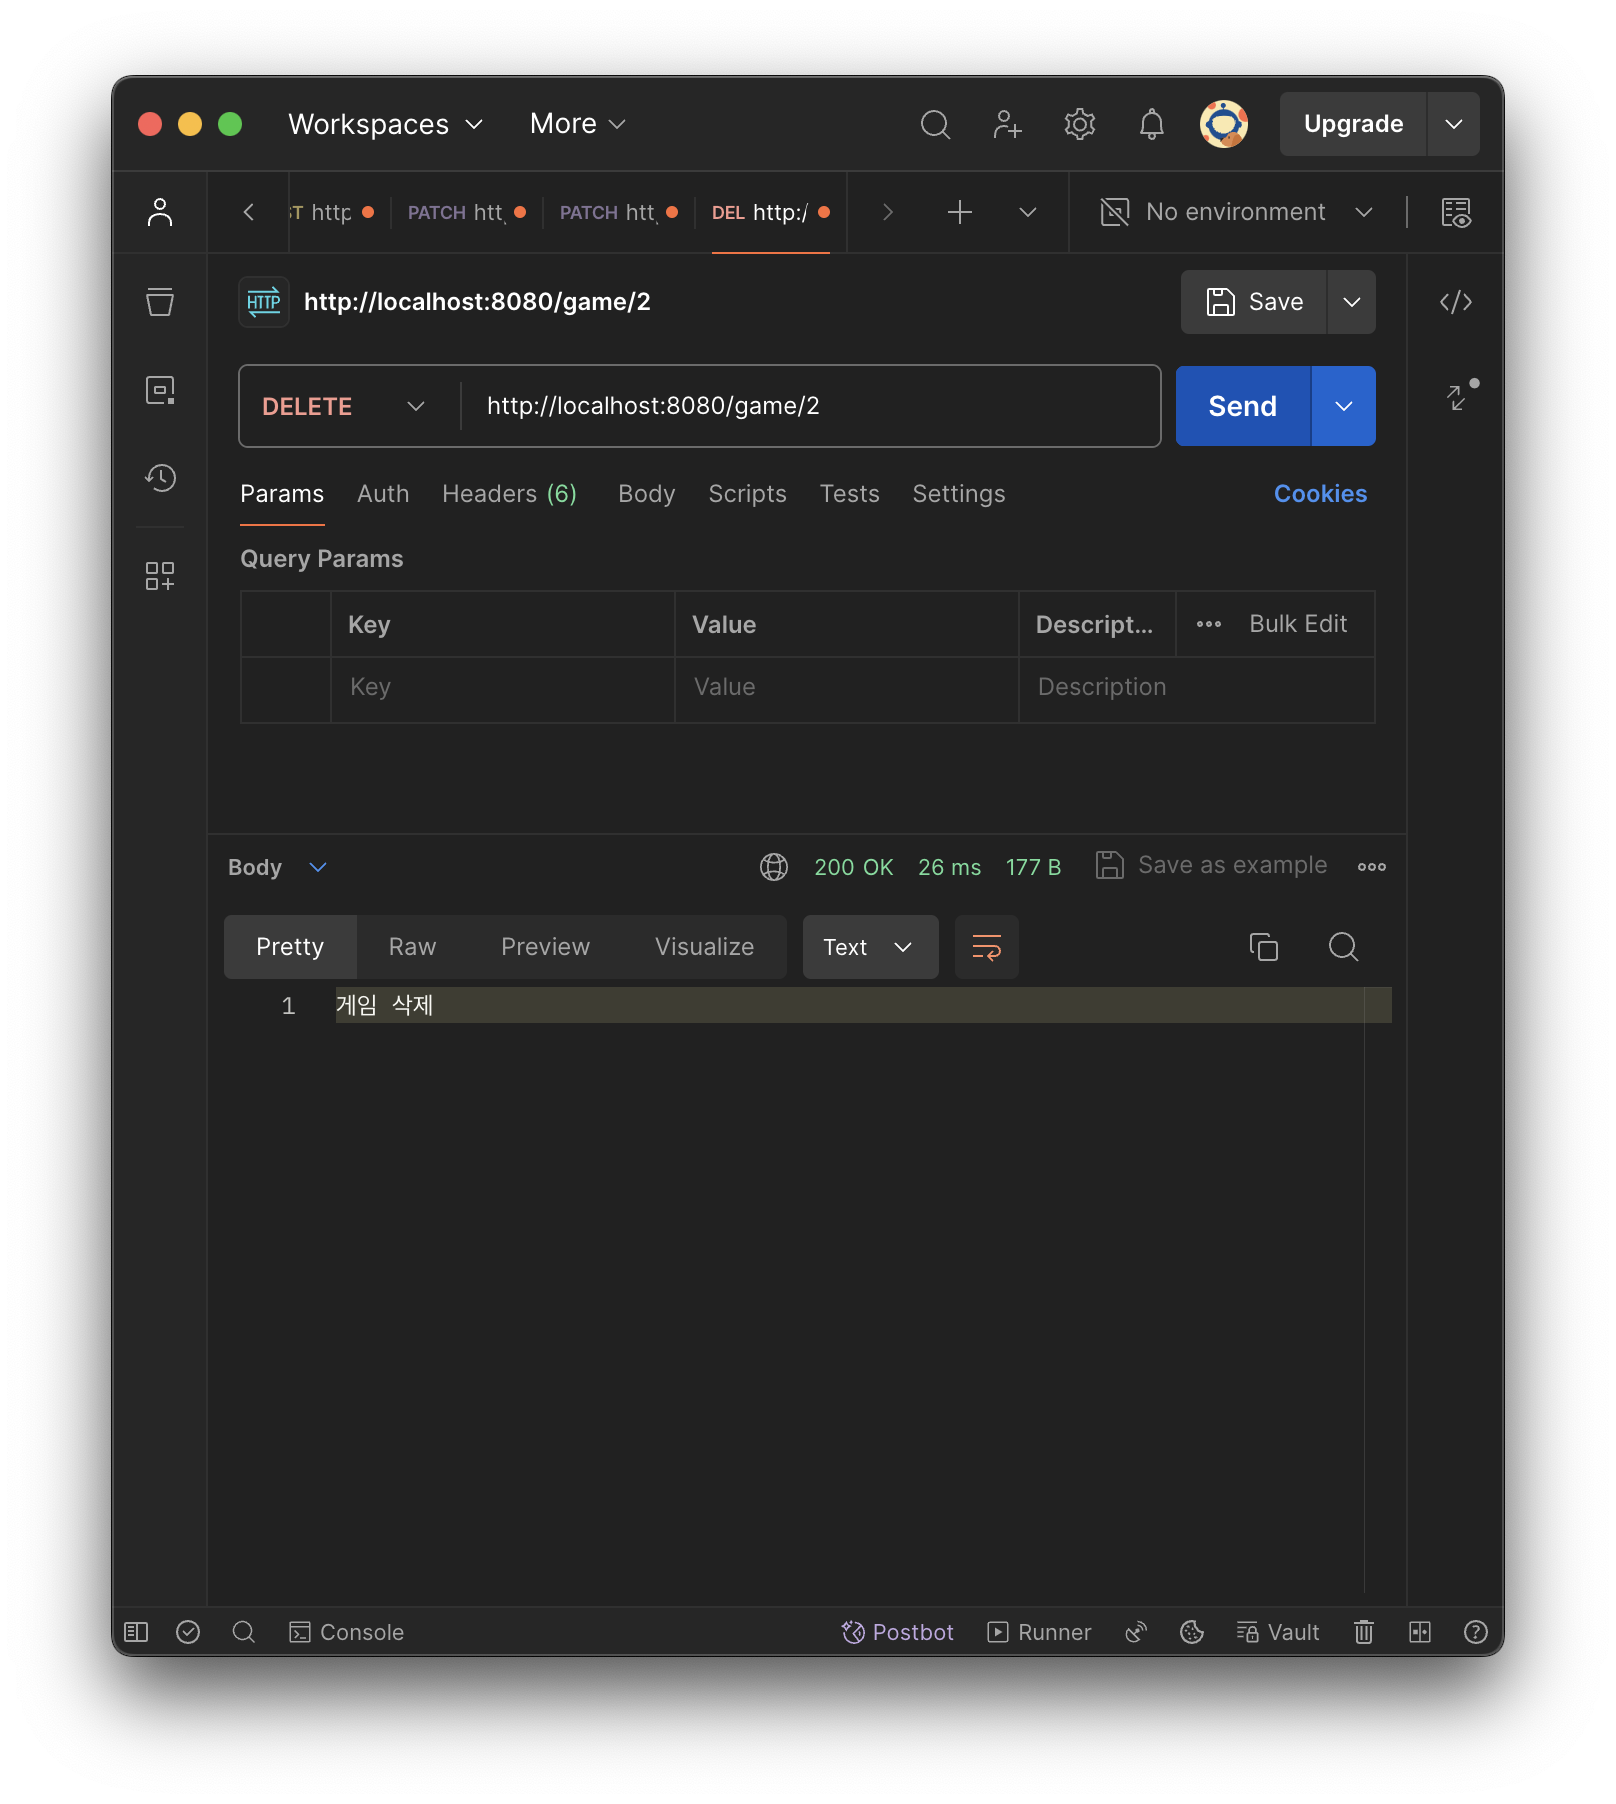 Workspaces More Upgrade
ST http PATCH htt PATCH htt DEL http:/ No environment
HTTP http://localhost:8080/game/2 Save
DELETE http://localhost:8080/game/2 Send
Params Auth Headers (6) Body Scripts Tests Settings Cookies
Query Params
Key Value Descript... Bulk Edit
Key Value Description
Body 200 OK 26 ms 177 B Save as example
Pretty Raw Preview Visualize Text
1 게임 삭제
Console Postbot Runner Vault